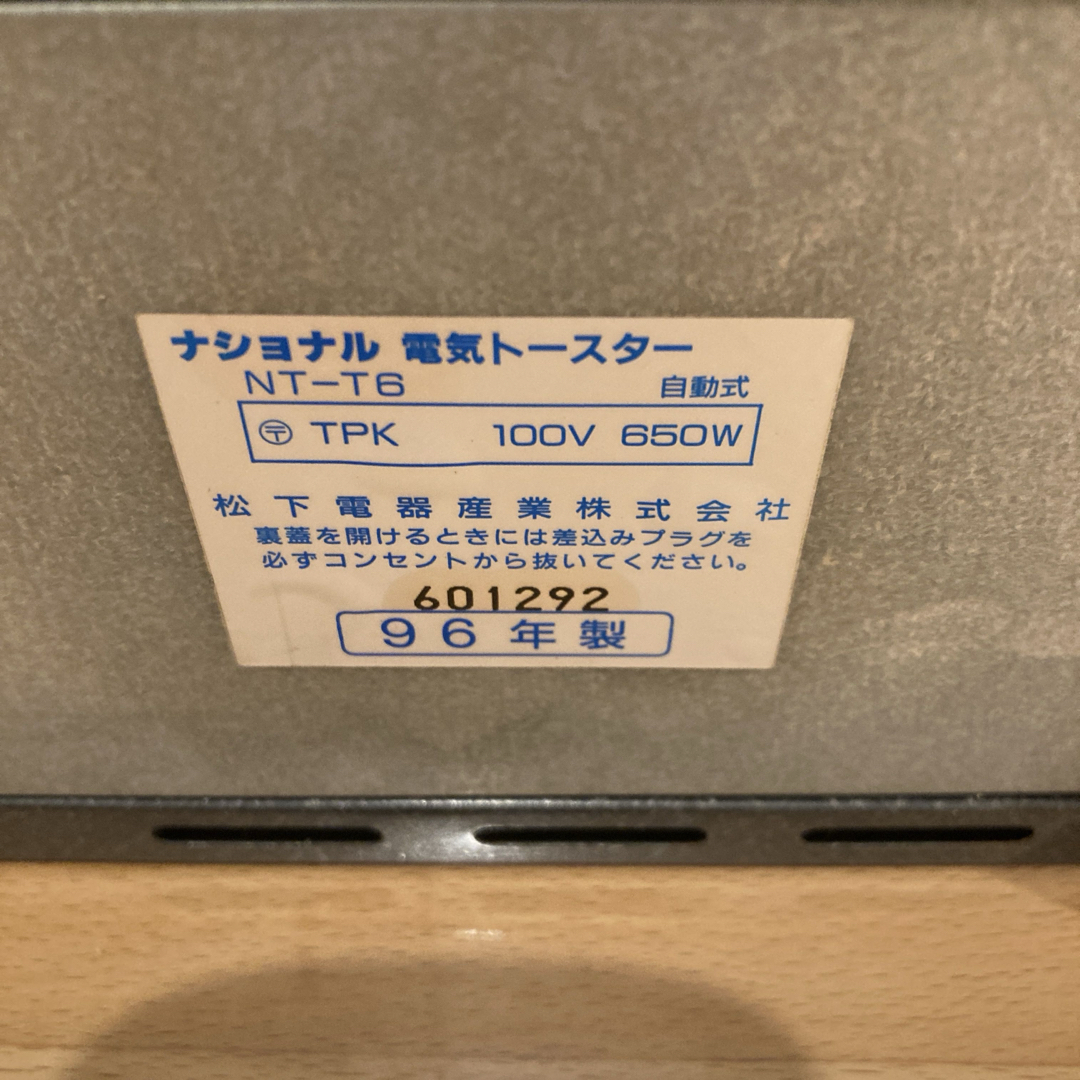 ナショナル 電気トースター
NT-T6 自動式
〶 TPK 100V 650W
松下電器産業株式会社
裏蓋を開けるときには差込みプラグを
必ずコンセントから抜いてください。
601292
96年製